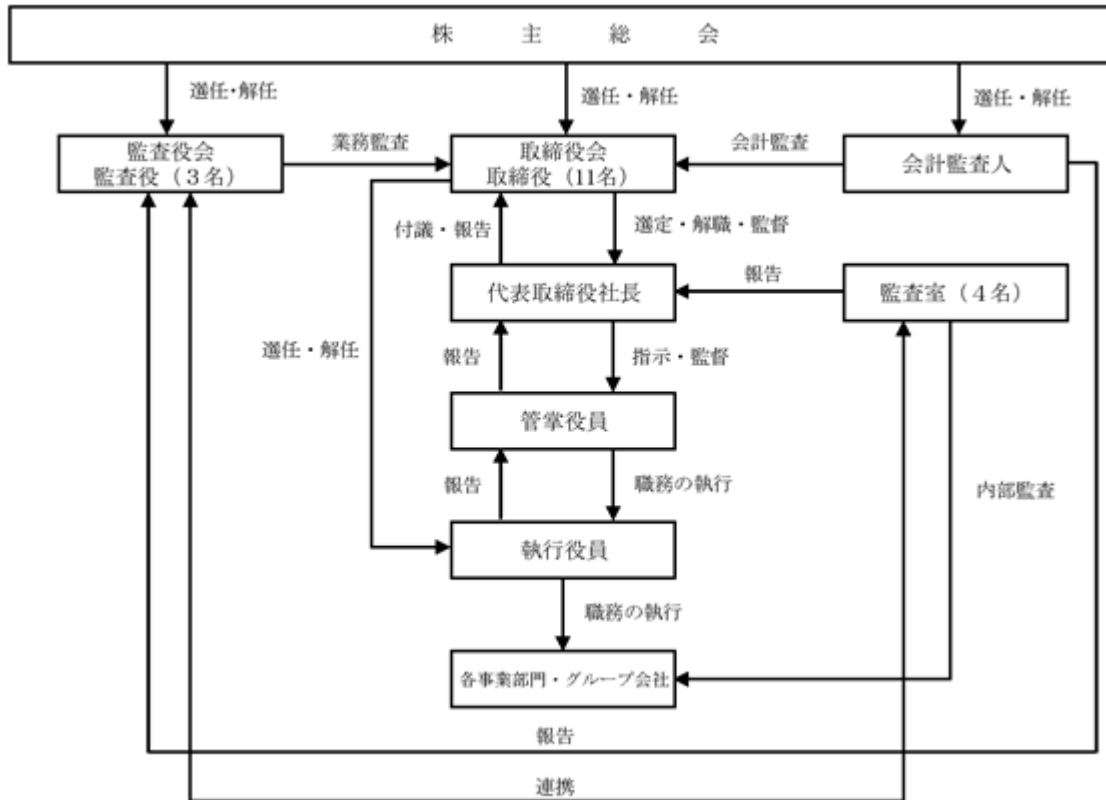 株主総会
選任・解任
選任・解任
選任・解任
監査役会
監査役（３名）
業務監査
取締役会
取締役（11名）
会計監査
会計監査人
付議・報告
選定・解職・監督
代表取締役社長
報告
監査室（４名）
選任・解任
報告
指示・監督
管掌役員
報告
職務の執行
内部監査
執行役員
職務の執行
各事業部門・グループ会社
報告
連携